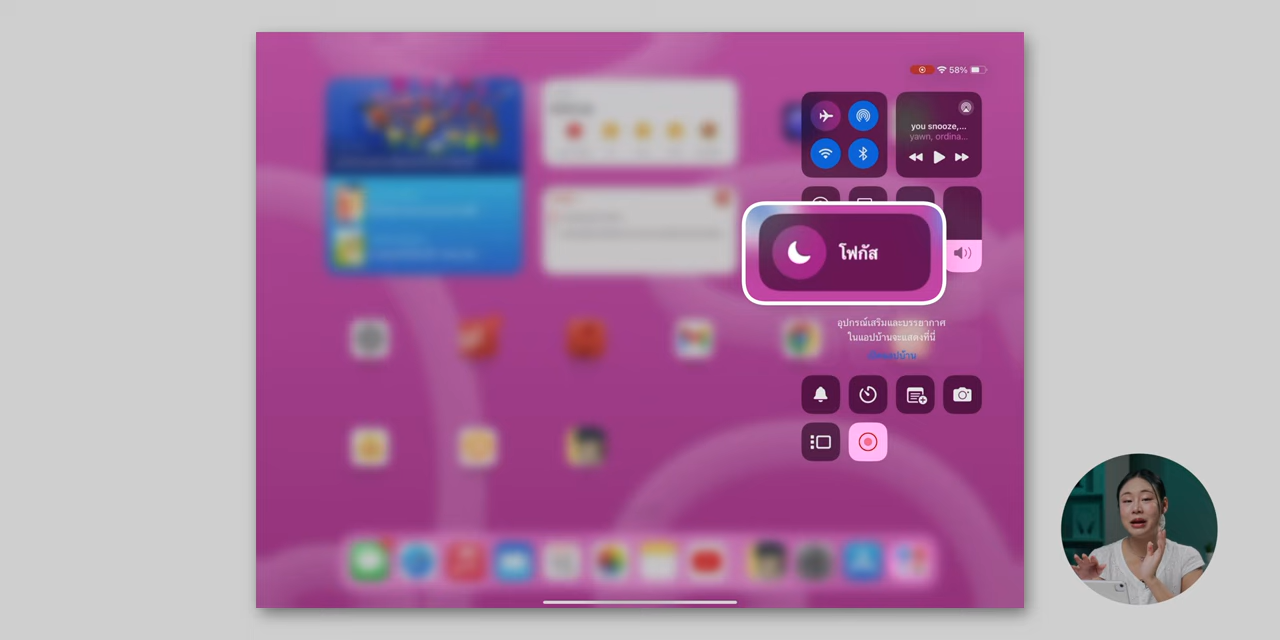 58%
you snooze,...
yawn, ordina...
โฟกัส
อุปกรณ์เสริมและบรรยากาศ
ในแอปบ้านจะแสดงที่นี่